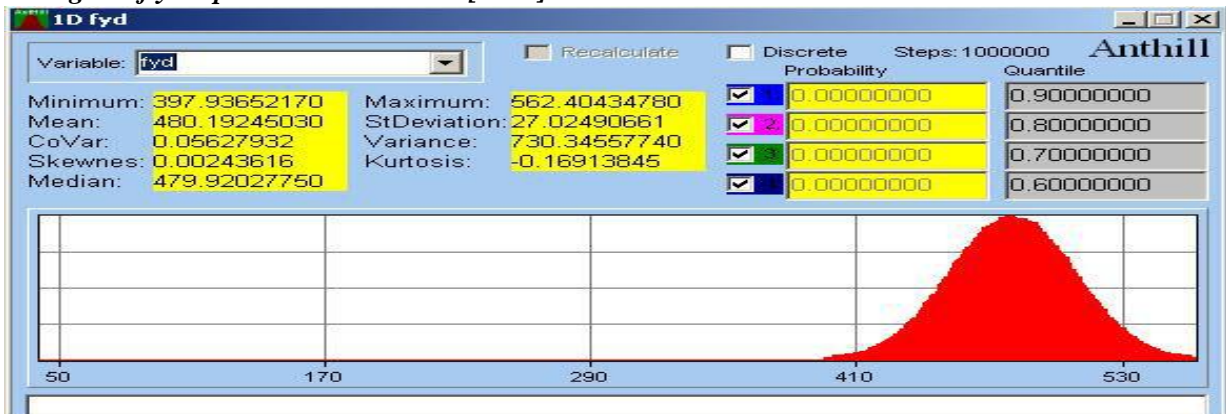 1D fyd
Variable: fyd
Recalculate
Discrete Steps: 1000000 Anthill
Probability Quantile
Minimum: 397.93652170 Maximum: 562.40434780
Mean: 480.19245030 StDeviation: 27.02490661
CoVar: 0.05627932 Variance: 730.34557740
Skewnes: 0.00243616 Kurtosis: -0.16913845
Median: 479.92027750
0.00000000 0.90000000
2 0.00000000 0.80000000
3 0.00000000 0.70000000
0.00000000 0.60000000
50 170 290 410 530